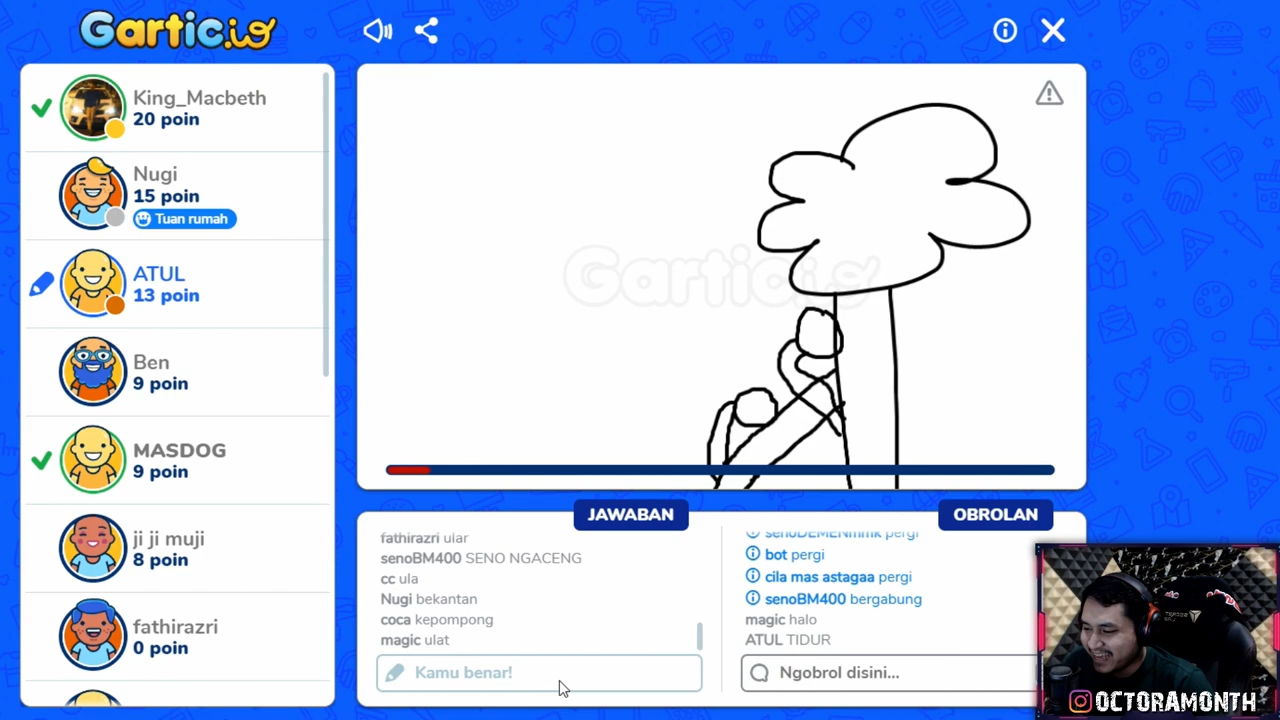 Gartic.io
King_Macbeth
20 poin
Nugi
15 poin
Tuan rumah
ATUL
13 poin
Ben
9 poin
MASDOG
9 poin
ji ji muji
8 poin
fathirazri
0 poin
Gartic.io
JAWABAN
fathirazri ular
senoBM400 SENO NGACENG
cc ula
Nugi bekantan
coca kepompong
magic ulat
Kamu benar!
OBROLAN
pergi
bot pergi
cila mas astagaa pergi
senoBM400 bergabung
magic halo
ATUL TIDUR
Ngobrol disini...
OCTORAMONTH